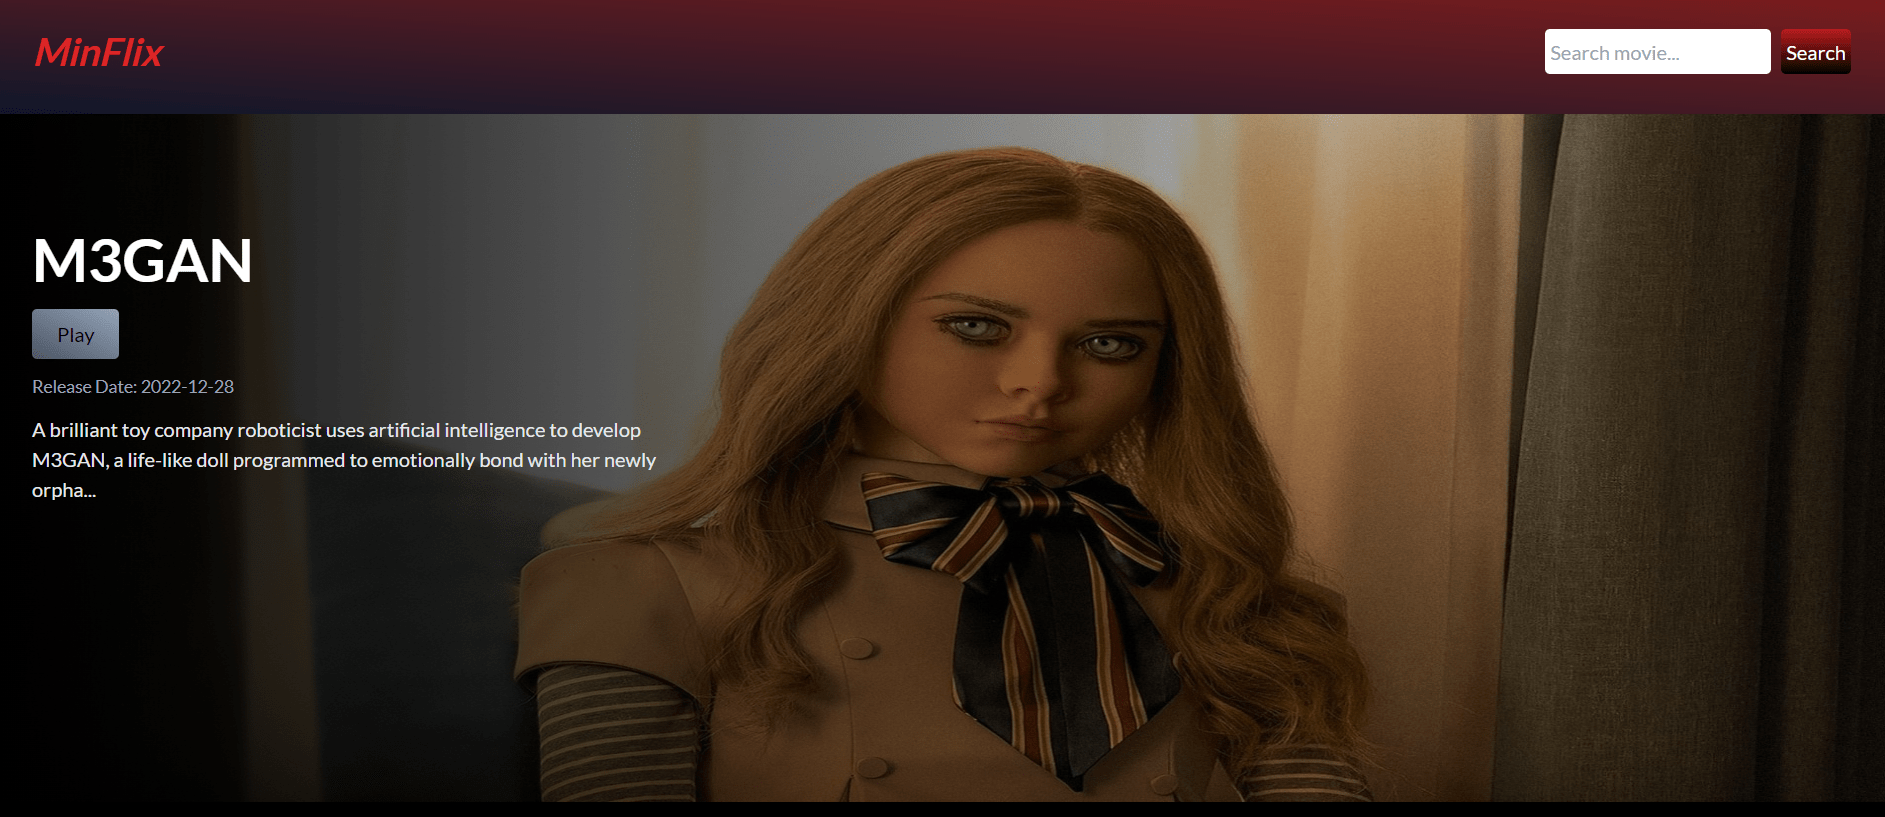 MinFlix
Search movie...
Search
M3GAN
Play
Release Date: 2022-12-28
A brilliant toy company roboticist uses artificial intelligence to develop
M3GAN, a life-like doll programmed to emotionally bond with her newly
orpha...